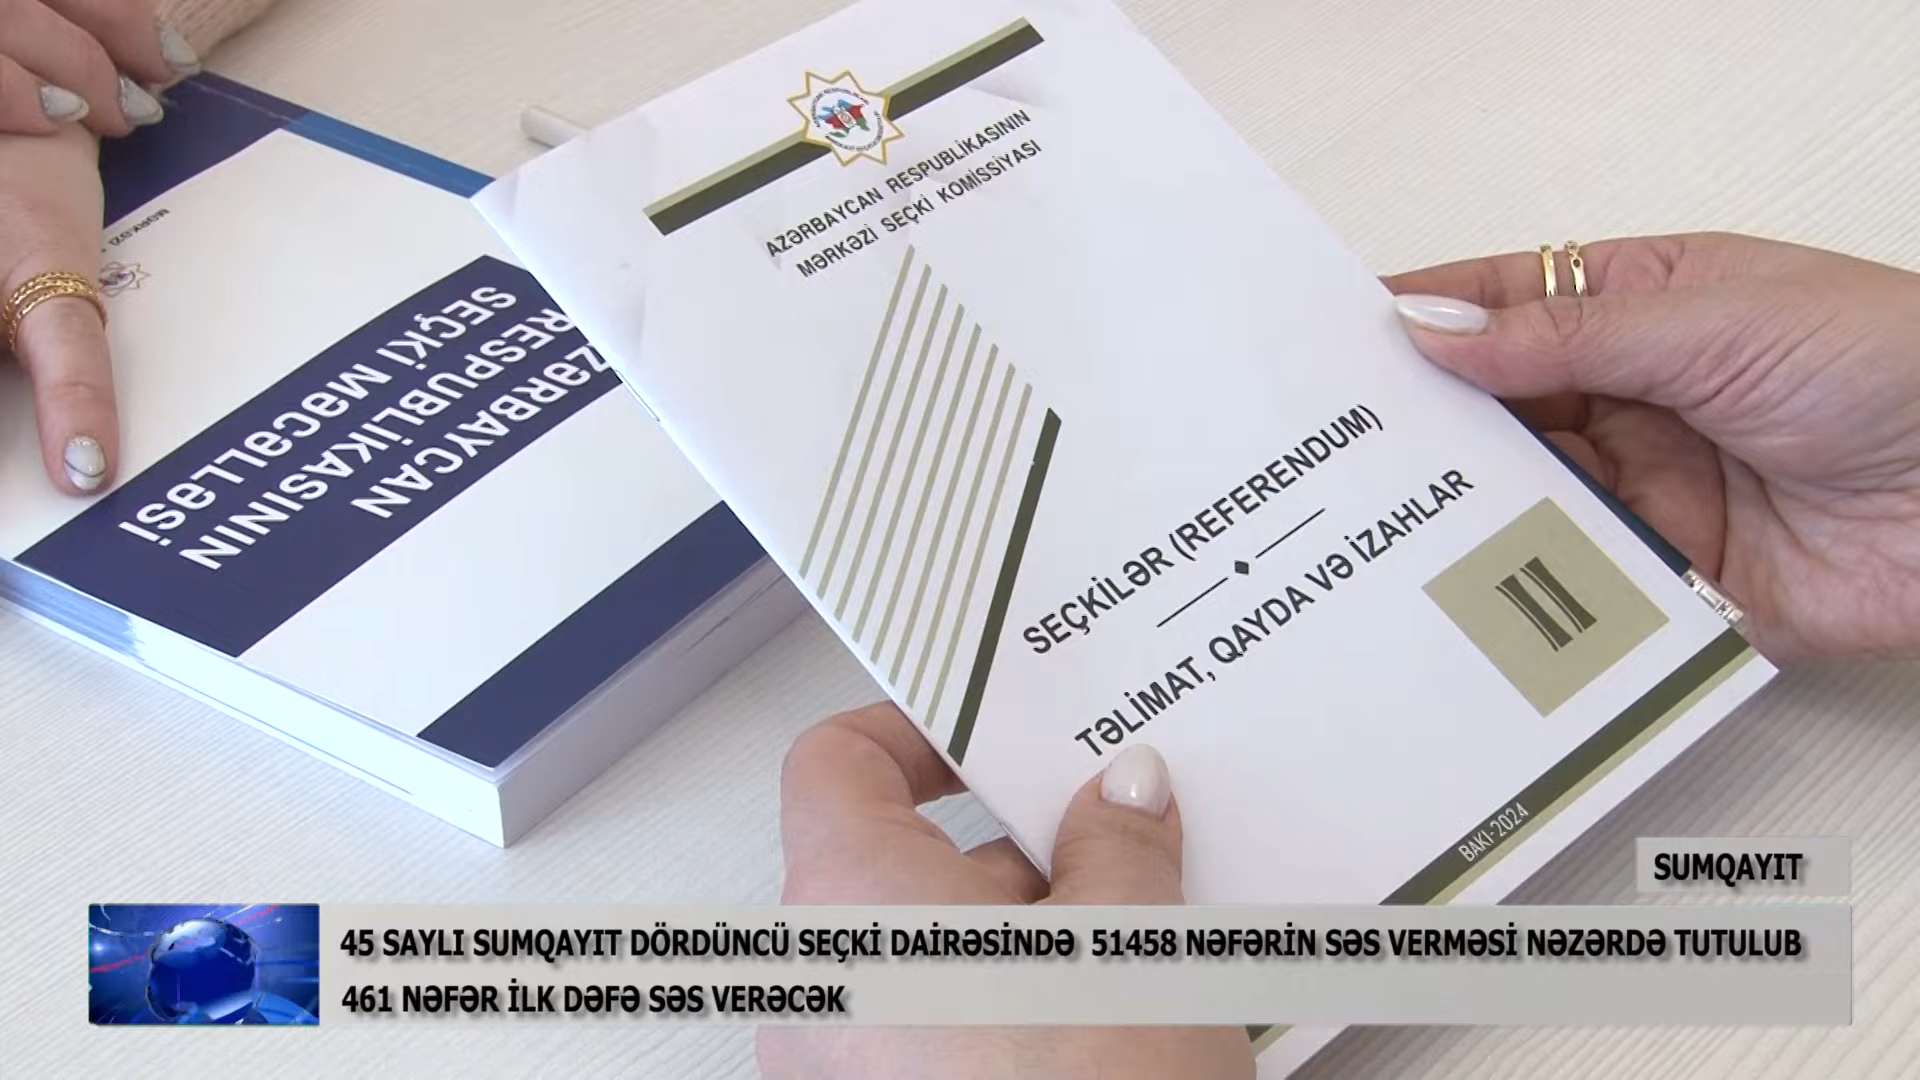 AZƏRBAYCAN RESPUBLİKASININ
MƏRKƏZİ SEÇKİ KOMİSSİYASI
SEÇKİLƏR (REFERENDUM)
TƏLİMAT, QAYDA VƏ İZAHLAR
II
BAKI-2024
MƏRKƏZİ
ZƏRBAYCAN
RESPUBLİKASININ
SEÇKİ MƏCƏLLƏSİ
SUMQAYIT
45 SAYLI SUMQAYIT DÖRDÜNCÜ SEÇKİ DAİRƏSİNDƏ 51458 NƏFƏRİN SƏS VERMƏSİ NƏZƏRDƏ TUTULUB
461 NƏFƏR İLK DƏFƏ SƏS VERƏCƏK